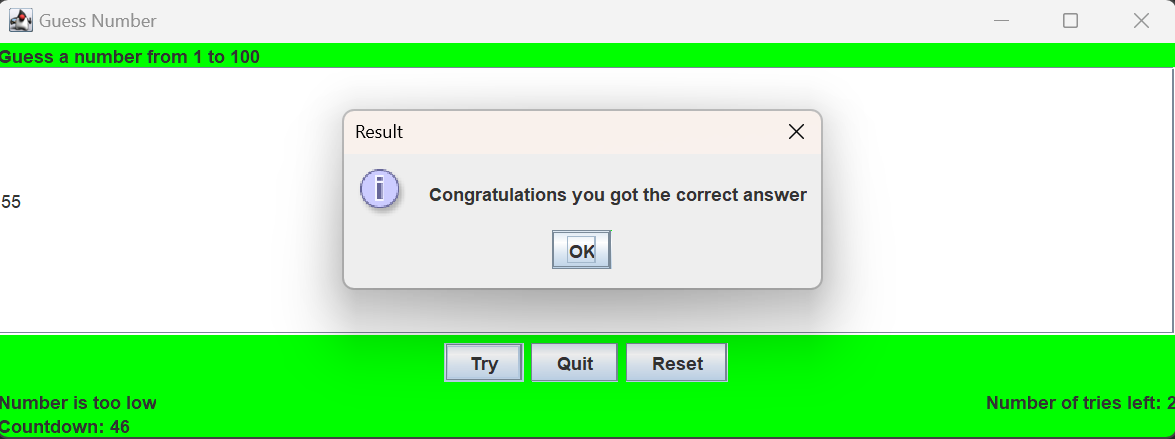 Guess Number
Guess a number from 1 to 100
Result
Congratulations you got the correct answer
55
OK
Try Quit Reset
Number is too low Number of tries left: 2
Countdown: 46